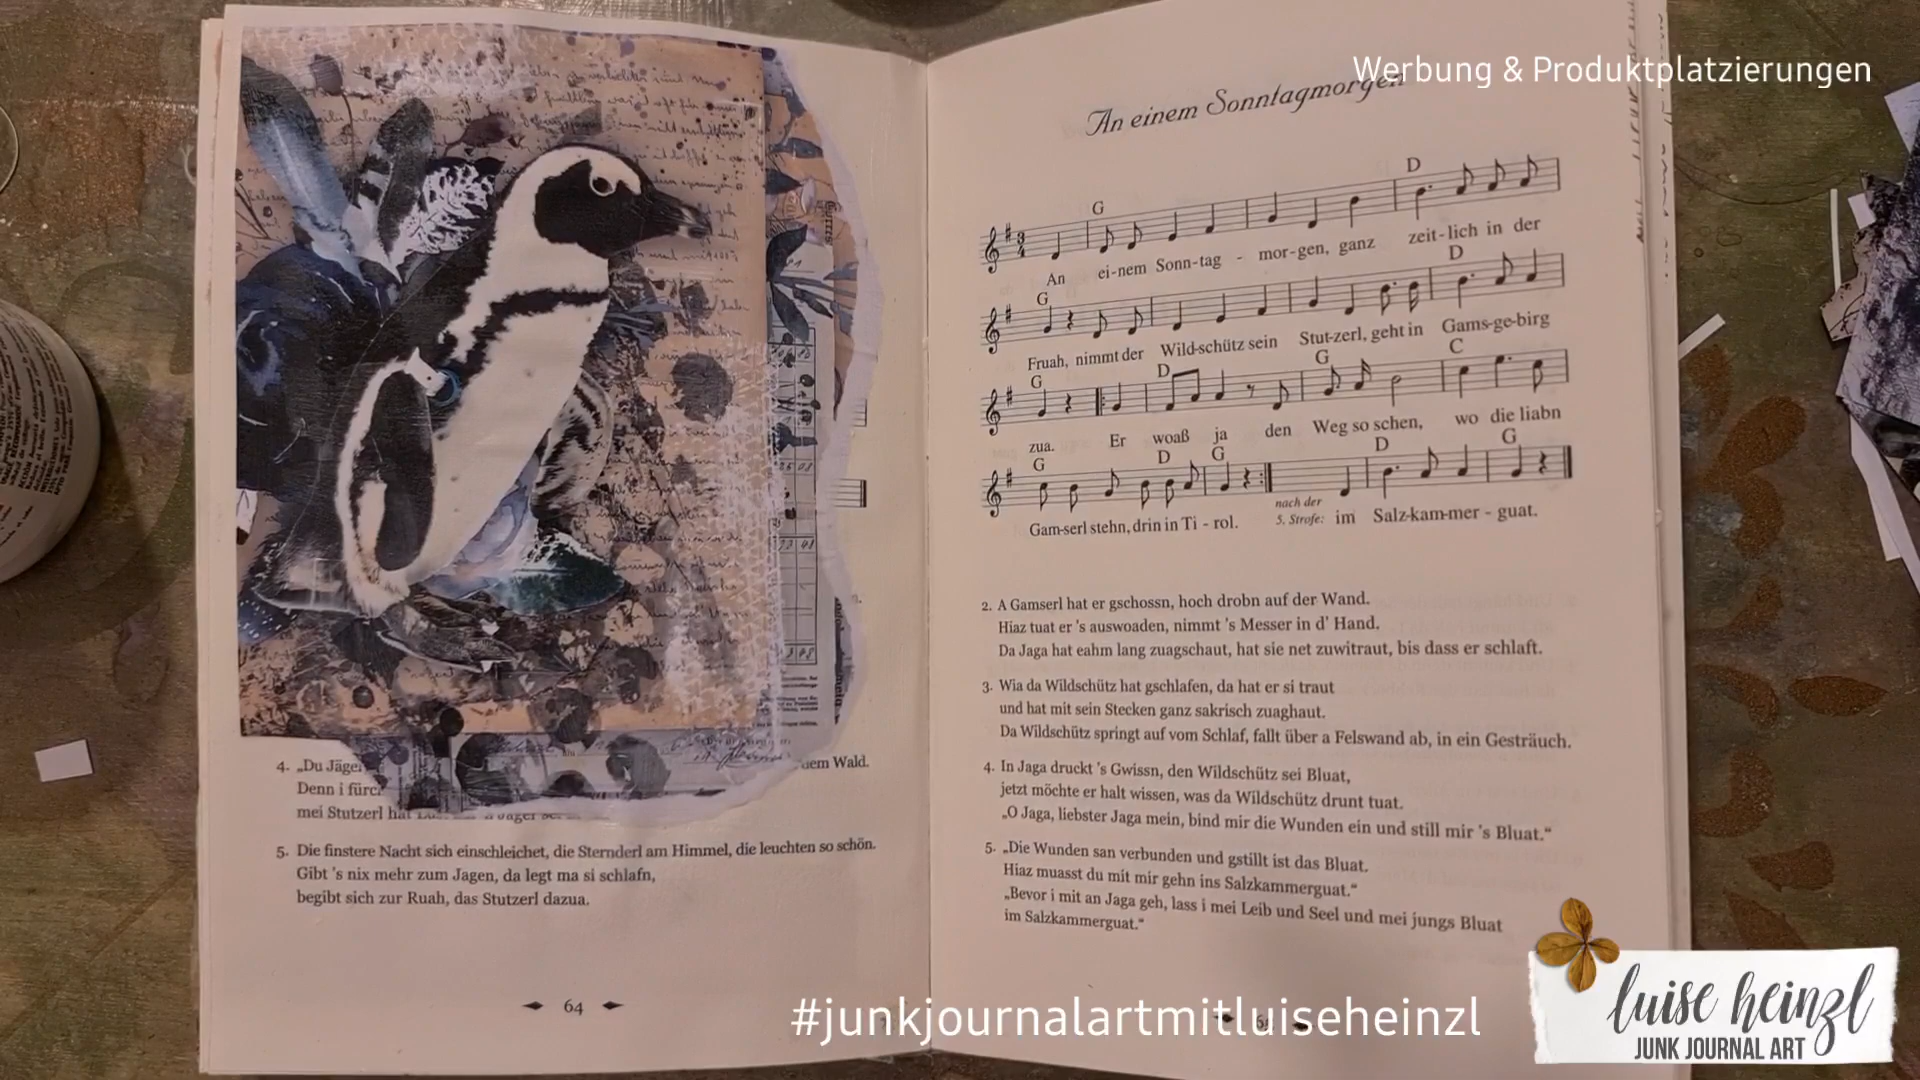 Werbung & Produktplatzierungen
An einem Sonntagmorgen
G D
An ei-nem Sonn-tag - mor-gen, ganz zeit-lich in der
G D
Fruah, nimmt der Wild-schütz sein Stut-zerl, geht in Gams-ge-birg
G D G C
zua. Er woaß ja den Weg so schen, wo die liabn
G D G D G
Gam-serl stehn, drin in Ti - rol. nach der 5. Strofe: im Salz-kam-mer - guat.
2. A Gamserl hat er gschossn, hoch drobn auf der Wand.
Hiaz tuat er 's auswoaden, nimmt 's Messer in d' Hand.
Da Jaga hat eahm lang zuagschaut, hat sie net zuwitraut, bis dass er schlaft.
3. Wia da Wildschütz hat gschlafen, da hat er si traut
und hat mit sein Stecken ganz sakrisch zuaghaut.
Da Wildschütz springt auf vom Schlaf, fallt über a Felswand ab, in ein Gesträuch.
4. In Jaga druckt 's Gwissn, den Wildschütz sei Bluat,
jetzt möchte er halt wissen, was da Wildschütz drunt tuat.
„O Jaga, liebster Jaga mein, bind mir die Wunden ein und still mir 's Bluat.“
5. „Die Wunden san verbunden und gstillt ist das Bluat.
Hiaz muasst du mit mir gehn ins Salzkammerguat.“
„Bevor i mit an Jaga geh, lass i mei Leib und Seel und mei jungs Bluat
im Salzkammerguat.“
4. „Du Jäger Wald.
Denn i
mei Stutzerl
5. Die finstere Nacht sich einschleichet, die Sternderl am Himmel, die leuchten so schön.
Gibt 's nix mehr zum Jagen, da legt ma si schlafn,
begibt sich zur Ruah, das Stutzerl dazua.
64
#junkjournalartmitluiseheinzl
luise heinzl
JUNK JOURNAL ART